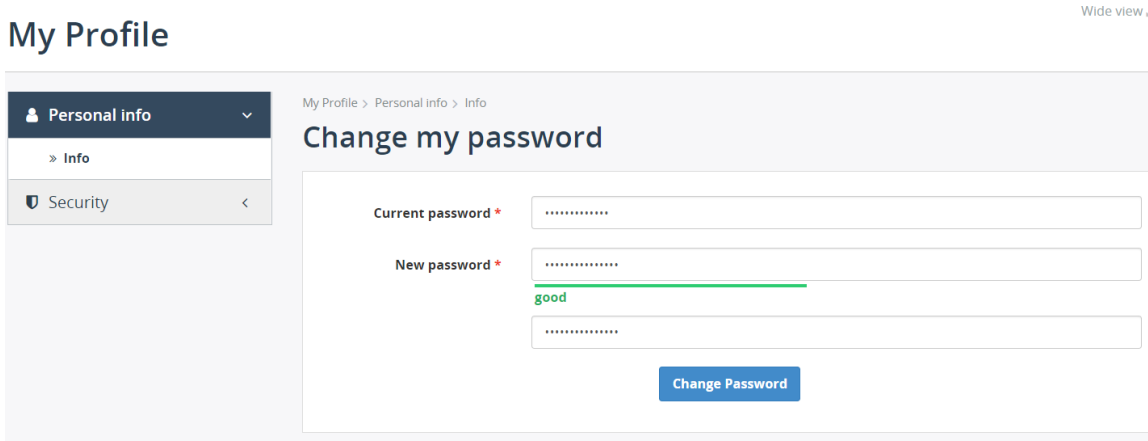 Wide view
My Profile
Personal info
» Info
Security
My Profile > Personal info > Info
Change my password
Current password *
•••••••••••••
New password *
•••••••••••••••
good
•••••••••••••••
Change Password